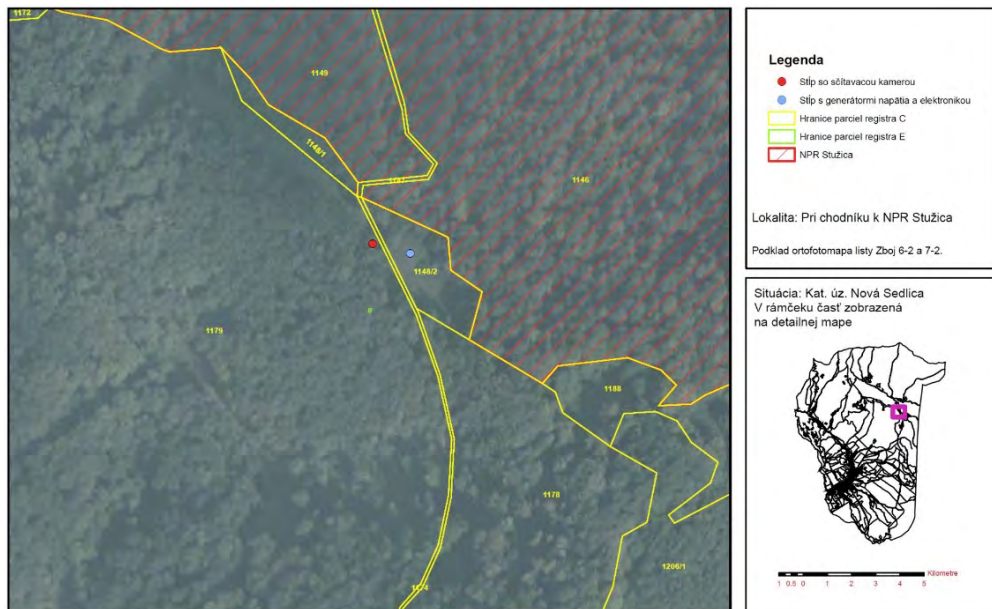 1172
1149
1148/1
1146
1148/2
1179
1188
1178
1206/1
Legenda
Stĺp so sčítavacou kamerou
Stĺp s generátormi napätia a elektronikou
Hranice parciel registra C
Hranice parciel registra E
NPR Stužica
Lokalita: Pri chodníku k NPR Stužica
Podklad ortofotomapa listy Zboj 6-2 a 7-2.
Situácia: Kat. úz. Nová Sedlica
V rámčeku časť zobrazená
na detailnej mape
Kilometre
1 0.5 0 1 2 3 4 5